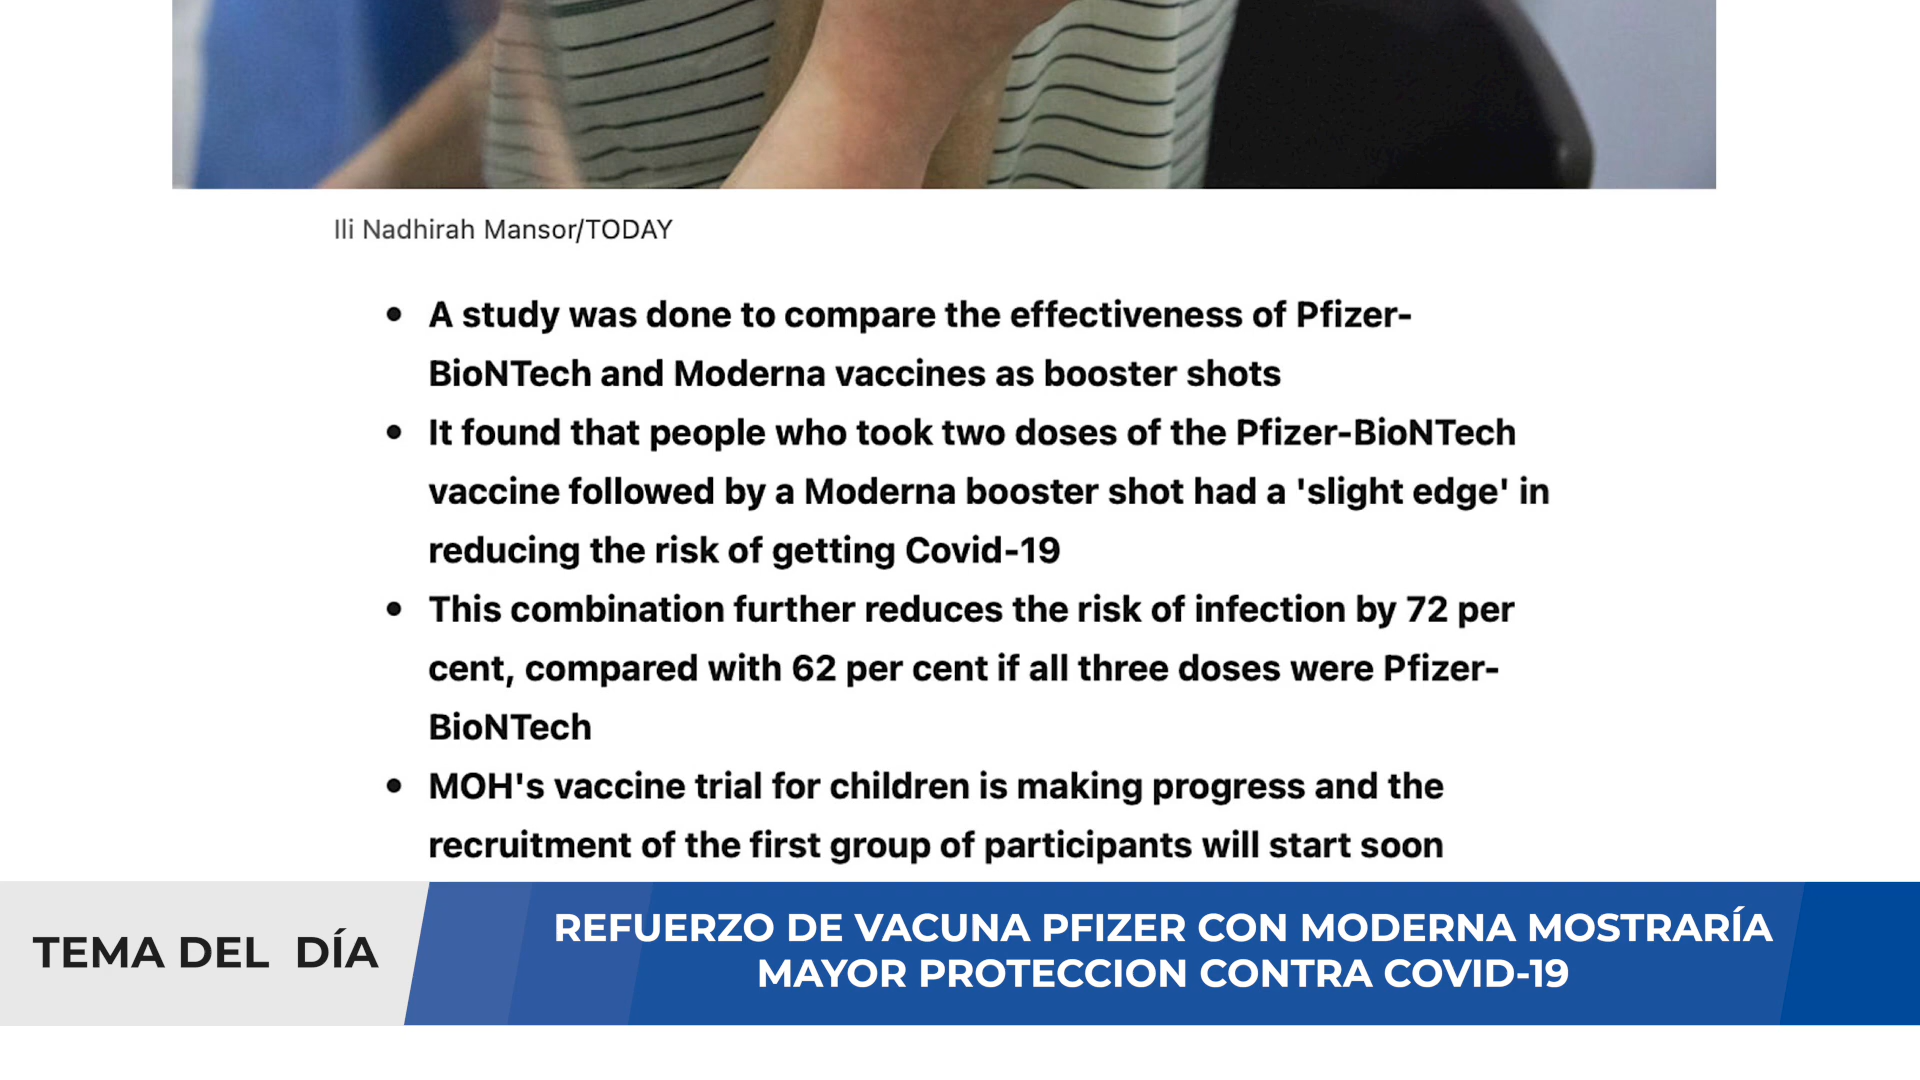 Ili Nadhirah Mansor/TODAY
• A study was done to compare the effectiveness of Pfizer-
BioNTech and Moderna vaccines as booster shots
• It found that people who took two doses of the Pfizer-BioNTech
vaccine followed by a Moderna booster shot had a 'slight edge' in
reducing the risk of getting Covid-19
• This combination further reduces the risk of infection by 72 per
cent, compared with 62 per cent if all three doses were Pfizer-
BioNTech
• MOH's vaccine trial for children is making progress and the
recruitment of the first group of participants will start soon
TEMA DEL DÍA
REFUERZO DE VACUNA PFIZER CON MODERNA MOSTRARÍA
MAYOR PROTECCION CONTRA COVID-19